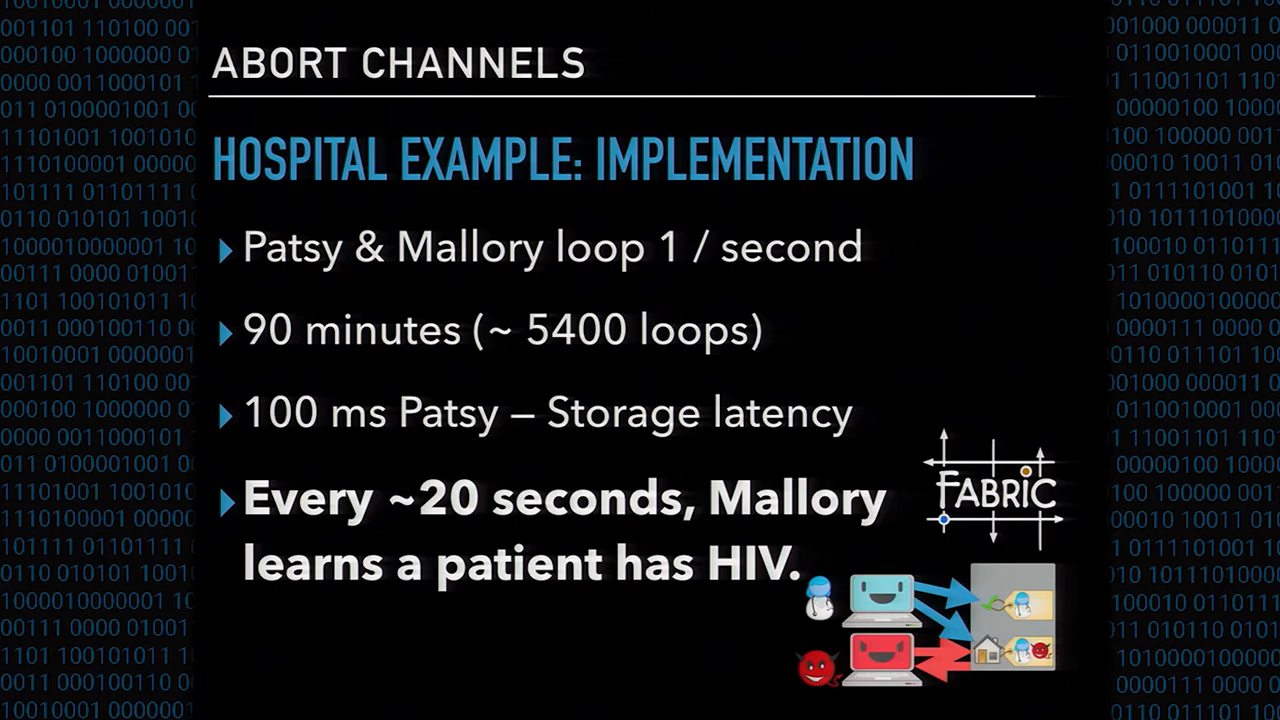 ABORT CHANNELS
HOSPITAL EXAMPLE: IMPLEMENTATION
Patsy & Mallory loop 1 / second
90 minutes (~ 5400 loops)
100 ms Patsy – Storage latency
Every ~20 seconds, Mallory
learns a patient has HIV.
FABRIC